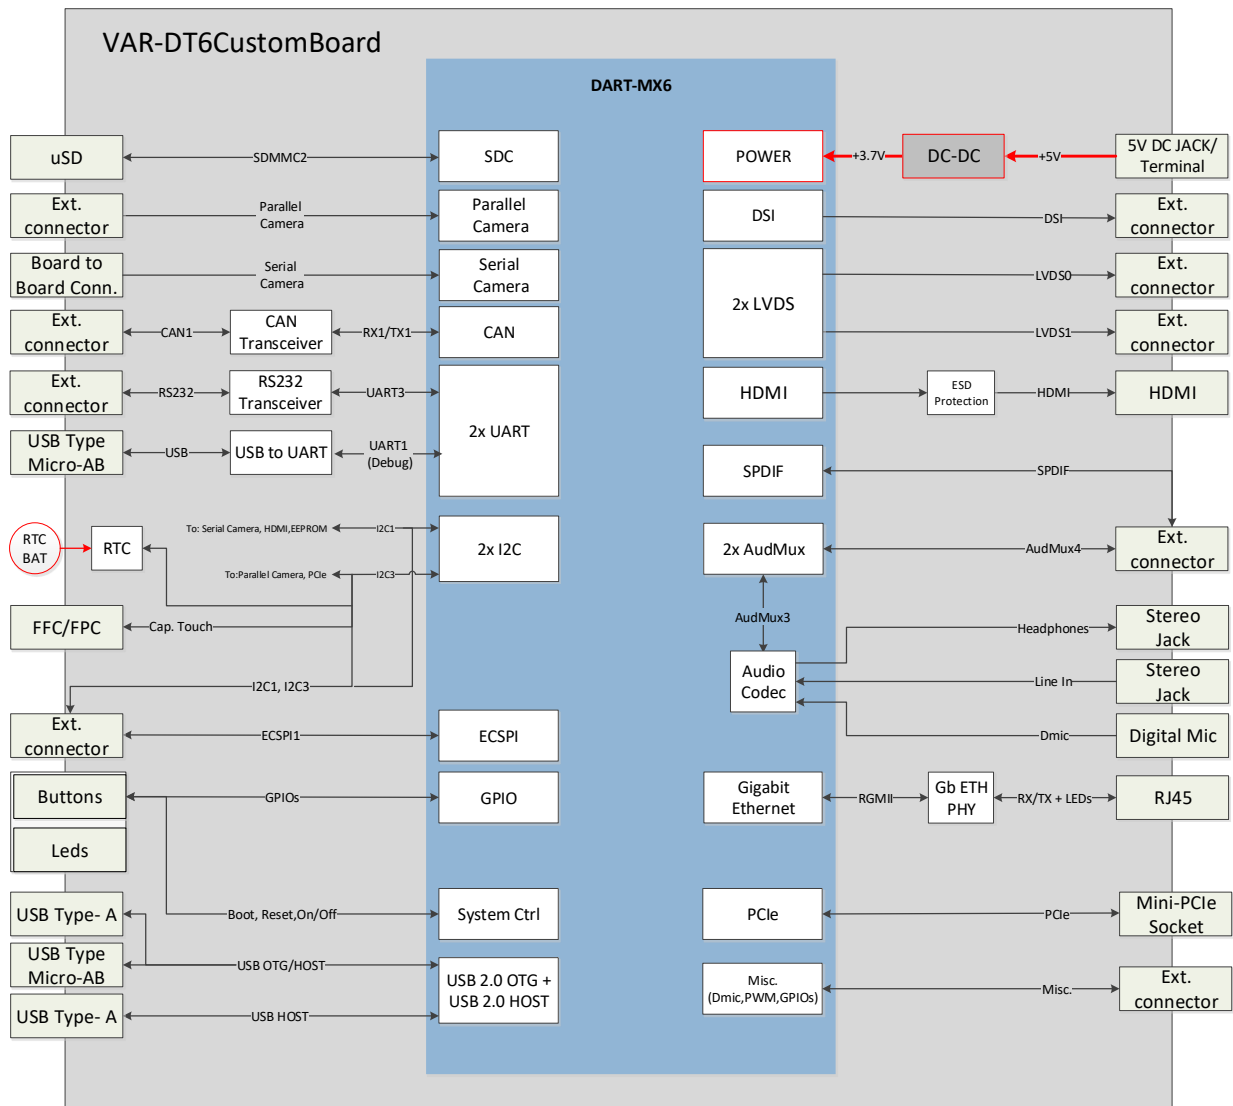 VAR-DT6CustomBoard
DART-MX6
uSD
SDMMC2
SDC
POWER
+3.7V
DC-DC
+5V
5V DC JACK/
Terminal
Ext.
connector
Parallel
Camera
Parallel
Camera
DSI
DSI
Ext.
connector
Board to
Board Conn.
Serial
Camera
Serial
Camera
2x LVDS
LVDS0
Ext.
connector
Ext.
connector
CAN1
CAN
Transceiver
RX1/TX1
CAN
LVDS1
Ext.
connector
Ext.
connector
RS232
RS232
Transceiver
UART3
2x UART
HDMI
ESD
Protection
HDMI
HDMI
USB Type
Micro-AB
USB
USB to UART
UART1
(Debug)
SPDIF
SPDIF
RTC
BAT
RTC
To: Serial Camera, HDMI,EEPROM
I2C1
To:Parallel Camera, PCIe
I2C3
2x I2C
2x AudMux
AudMux4
Ext.
connector
FFC/FPC
Cap. Touch
AudMux3
Headphones
Stereo
Jack
I2C1, I2C3
Audio
Codec
Line In
Stereo
Jack
Ext.
connector
ECSPI1
ECSPI
Dmic
Digital Mic
Buttons
GPIOs
GPIO
Gigabit
Ethernet
RGMII
Gb ETH
PHY
RX/TX + LEDs
RJ45
Leds
USB Type- A
Boot, Reset,On/Off
System Ctrl
PCIe
PCIe
Mini-PCIe
Socket
USB Type
Micro-AB
USB OTG/HOST
USB 2.0 OTG +
USB 2.0 HOST
Misc.
(Dmic,PWM,GPIOs)
Misc.
Ext.
connector
USB Type- A
USB HOST